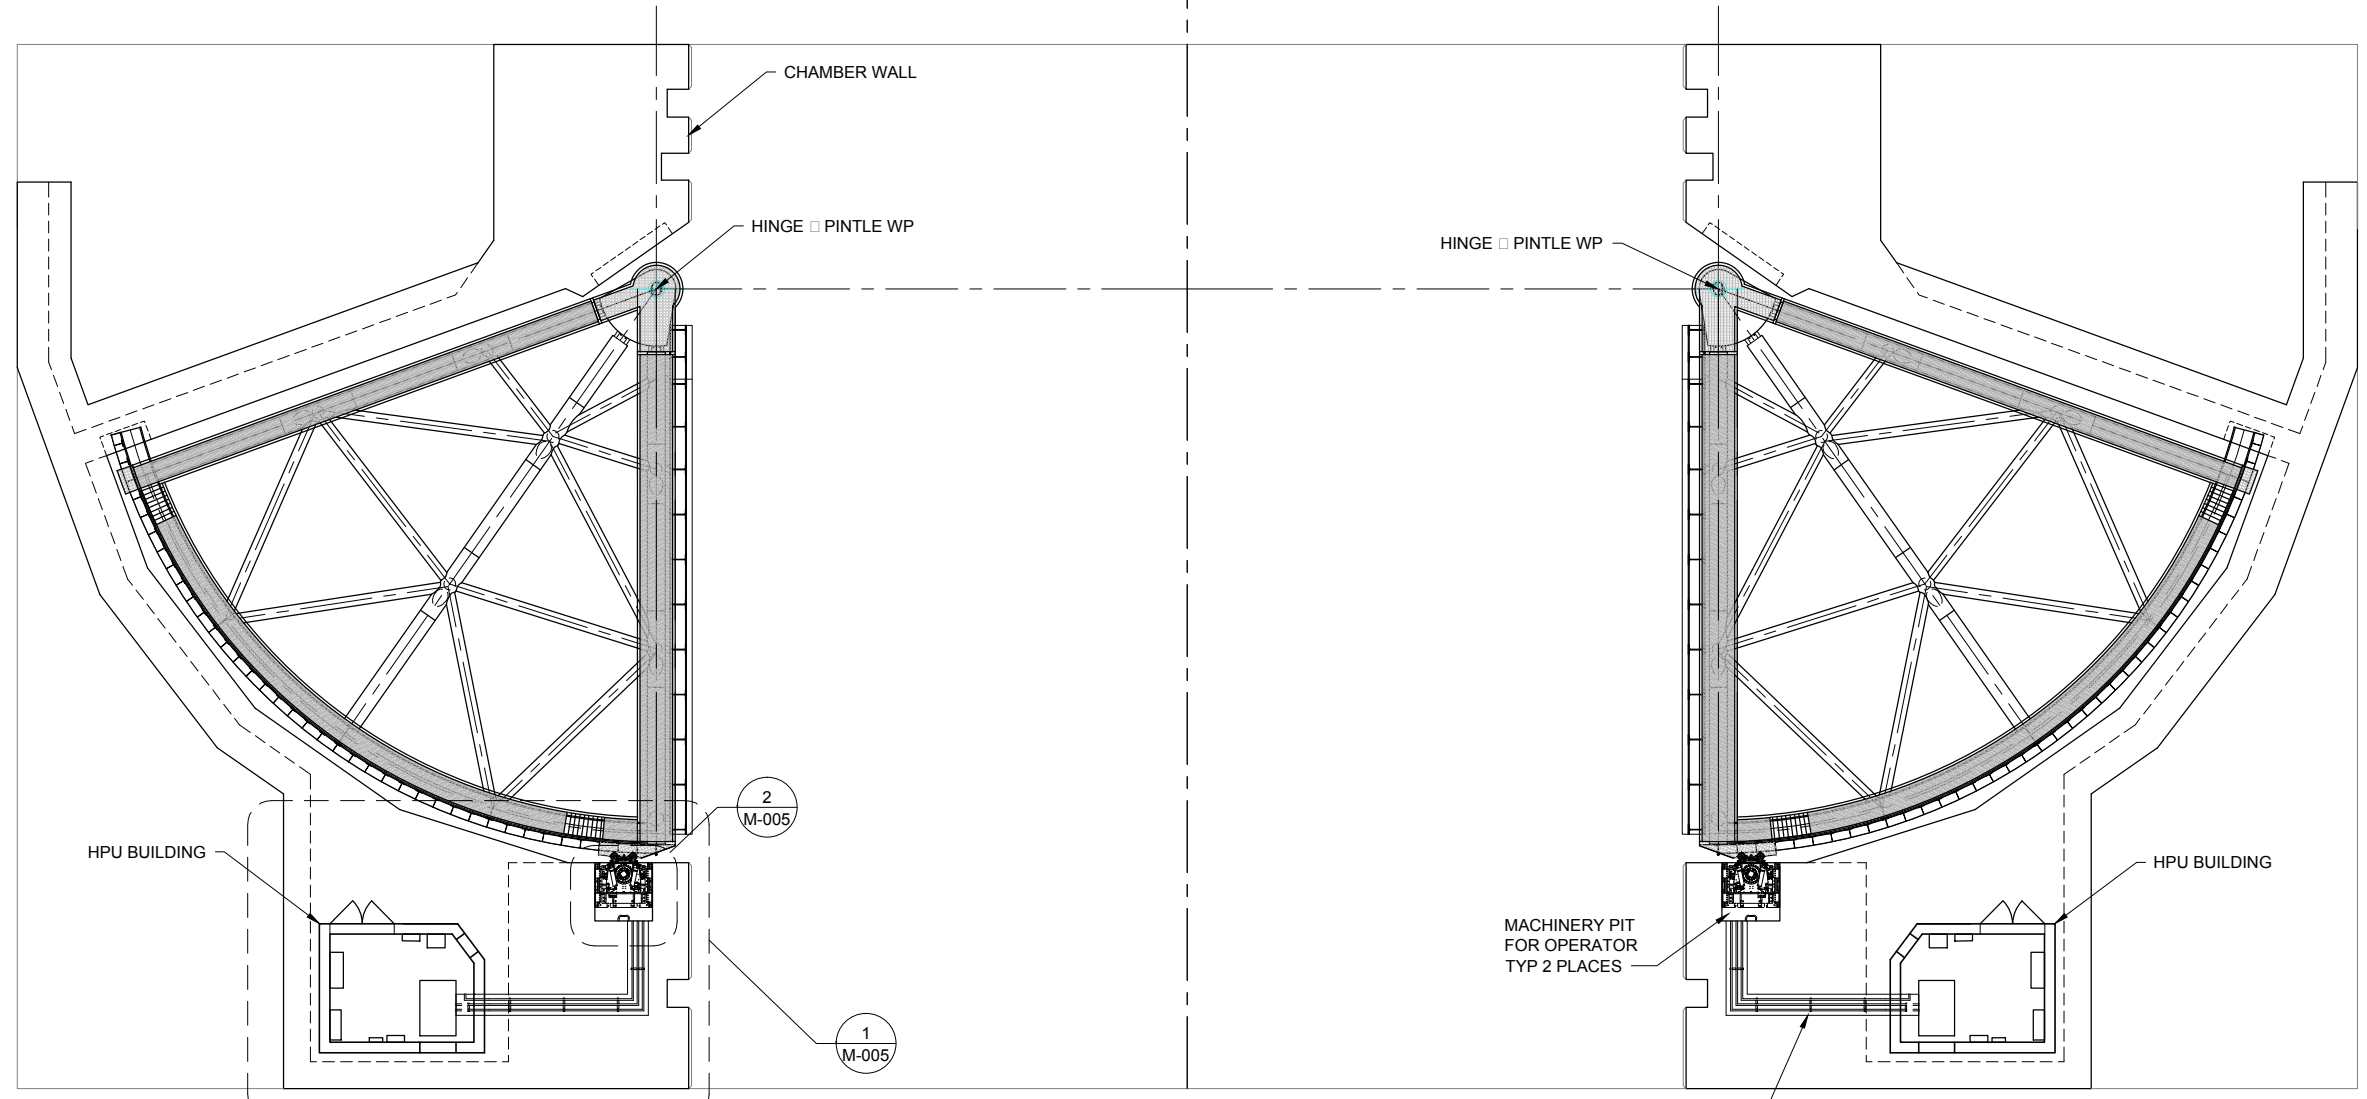 CHAMBER WALL
HINGE □ PINTLE WP
HINGE □ PINTLE WP
2
M-005
HPU BUILDING
HPU BUILDING
MACHINERY PIT
FOR OPERATOR
TYP 2 PLACES
1
M-005